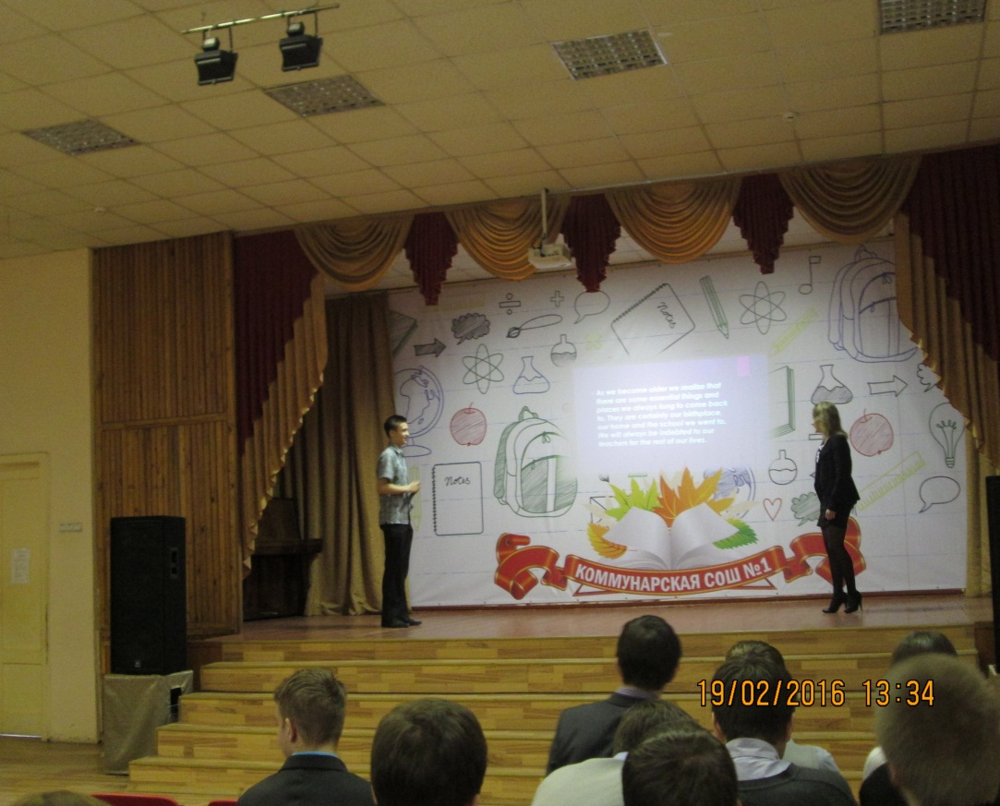 Notes
As we become older we realize that
there are some essential things and
places we always long to come back
to. They are certainly our birthplace,
our home and the school we went to.
We will always be indebted to our
teachers for the rest of our lives.
Notes
КОММУНАРСКАЯ СОШ №1
19/02/2016 13:34